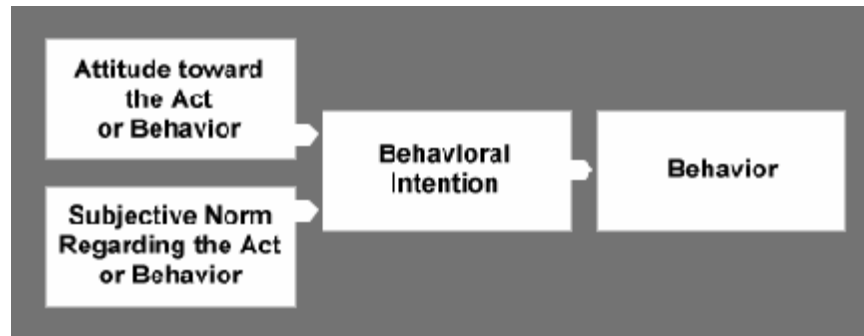 Attitude toward
the Act
or Behavior
Subjective Norm
Regarding the Act
or Behavior
Behavioral
Intention
Behavior